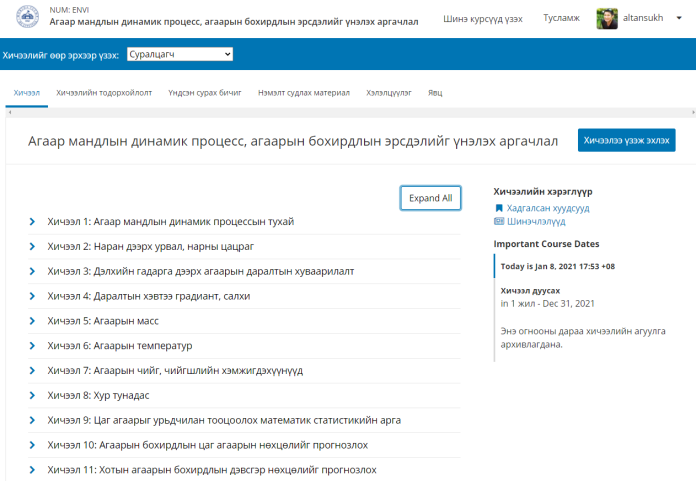 NUM: ENVI
Агаар мандлын динамик процесс, агаарын бохирдлын эрсдэлийг үнэлэх аргачлал
Шинэ курсүүд үзэх
Тусламж
altansukh
Хичээлийг өөр эрхээр үзэх:
Суралцагч
Хичээл
Хичээлийн тодорхойлолт
Үндсэн сурах бичиг
Нэмэлт судлах материал
Хэлэлцүүлэг
Явц
Агаар мандлын динамик процесс, агаарын бохирдлын эрсдэлийг үнэлэх аргачлал
Хичээлээ үзэж эхлэх
Expand All
Хичээл 1: Агаар мандлын динамик процессын тухай
Хичээл 2: Наран дээрх урвал, нарны цацраг
Хичээл 3: Дэлхийн гадарга дээрх агаарын даралтын хуваарилалт
Хичээл 4: Даралтын хэвтээ градиант, салхи
Хичээл 5: Агаарын масс
Хичээл 6: Агаарын температур
Хичээл 7: Агаарын чийг, чийгшлийн хэмжигдэхүүнүүд
Хичээл 8: Хур тунадас
Хичээл 9: Цаг агаарыг урьдчилан тооцоолох математик статистикийн арга
Хичээл 10: Агаарын бохирдлын цаг агаарын нөхцөлийг прогнозлох
Хичээл 11: Хотын агаарын бохирдлын дэвсгэр нөхцөлийг прогнозлох
Хичээлийн хэрэглүүр
Хадгалсан хуудсууд
Шинэчлэлүүд
Important Course Dates
Today is Jan 8, 2021 17:53 +08
Хичээл дуусах
in 1 жил - Dec 31, 2021
Энэ огнооны дараа хичээлийн агуулга
архивлагдана.